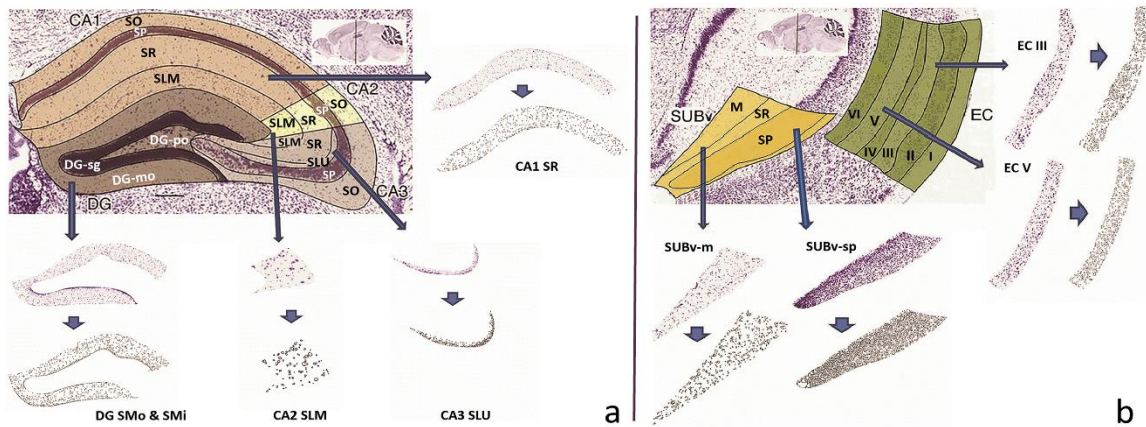 CA1
SO
SP
SR
SLM
CA2
SO
SP
SLM
SR
SLM
SR
SLU
SP
SO
CA3
DG-po
DG-sg
DG-mo
DG
CA1 SR
DG SMo & SMi
CA2 SLM
CA3 SLU
a
SUBv
M
SR
SP
VI
V
IV
III
II
I
EC
EC III
EC V
SUBv-m
SUBv-sp
b